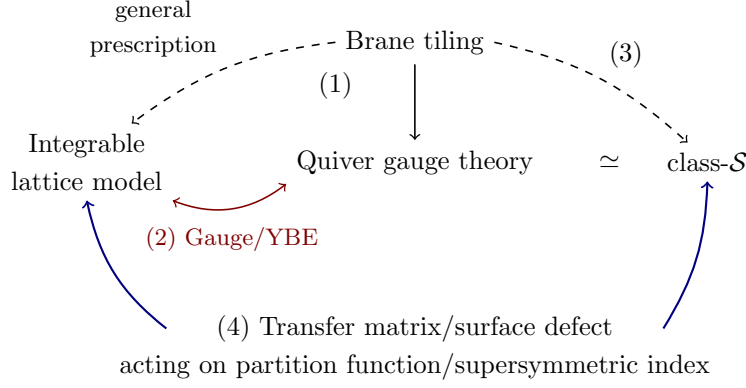 general
prescription
Brane tiling
(3)
(1)
Integrable
lattice model
Quiver gauge theory
≃
class-𝒮
(2) Gauge/YBE
(4) Transfer matrix/surface defect
acting on partition function/supersymmetric index